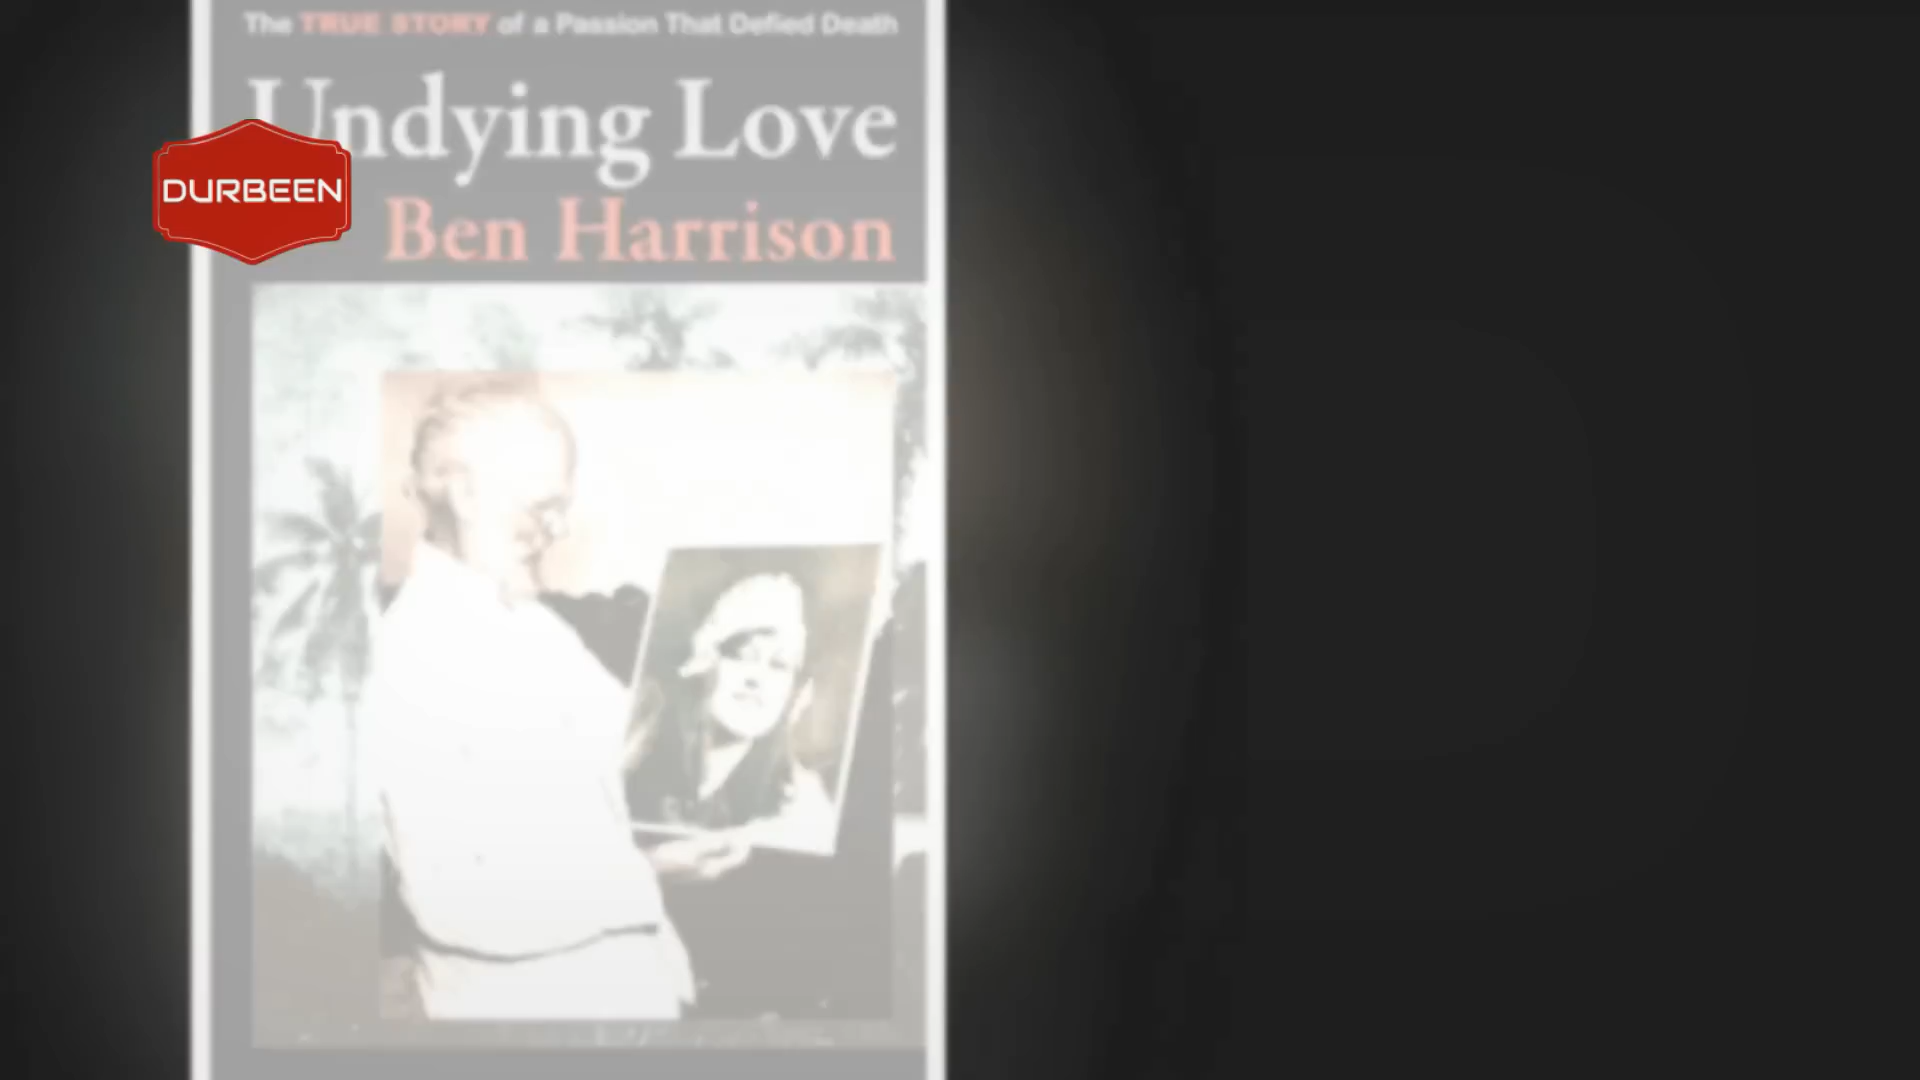 The TRUE STORY of a Passion That Defied Death
Undying Love
DURBEEN
Ben Harrison